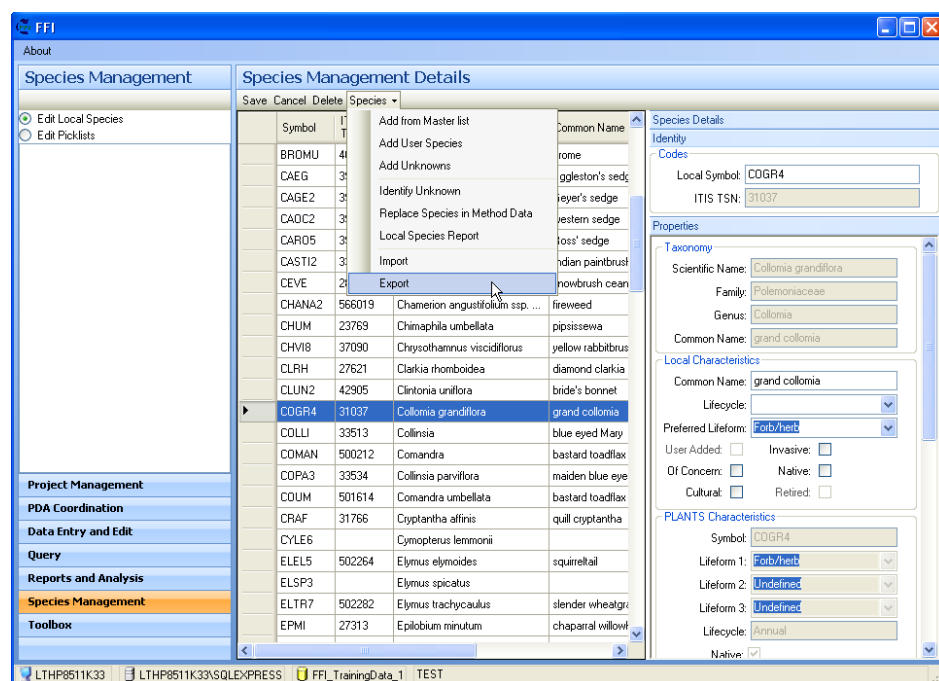 FFI
About
Species Management
Species Management Details
Save Cancel Delete Species
Edit Local Species
Edit Picklists
Project Management
PDA Coordination
Data Entry and Edit
Query
Reports and Analysis
Species Management
Toolbox
Add from Master list
Add User Species
Add Unknowns
Identify Unknown
Replace Species in Method Data
Local Species Report
Import
Export
Symbol Common Name
BROMU
CAEG ggleston's sedg
CAGE2 eyer's sedge
CAOC2 estern sedge
CARO5 oss' sedge
CASTI2 ndian paintbrush
CEVE nowbrush cean
CHANA2 566019 Chamerion angustifolium ssp. ... fireweed
CHUM 23769 Chimaphila umbellata pipsissewa
CHVI8 37090 Chrysothamnus viscidiflorus yellow rabbitbrus
CLRH 27621 Clarkia rhomboidea diamond clarkia
CLUN2 42905 Clintonia uniflora bride's bonnet
COGR4 31037 Collomia grandiflora grand collomia
COLLI 33513 Collinsia blue eyed Mary
COMAN 500212 Comandra bastard toadflax
COPA3 33534 Collinsia parviflora maiden blue eye
COUM 501614 Comandra umbellata bastard toadflax
CRAF 31766 Cryptantha affinis quill cryptantha
CYLE6 Cymopterus lemmonii
ELEL5 502264 Elymus elymoides squirreltail
ELSP3 Elymus spicatus
ELTR7 502282 Elymus trachycaulus slender wheatgra
EPMI 27313 Epilobium minutum chaparral willowh
Species Details
Identity
Codes
Local Symbol: COGR4
ITIS TSN: 31037
Properties
Taxonomy
Scientific Name: Collomia grandiflora
Family: Polemoniaceae
Genus: Collomia
Common Name: grand collomia
Local Characteristics
Common Name: grand collomia
Lifecycle:
Preferred Lifeform: Forb/herb
User Added: Invasive:
Of Concern: Native:
Cultural: Retired:
PLANTS Characteristics
Symbol: COGR4
Lifeform 1: Forb/herb
Lifeform 2: Undefined
Lifeform 3: Undefined
Lifecycle: Annual
Native:
LTHP8511K33 LTHP8511K33\SQLEXPRESS FFI_TrainingData_1 TEST